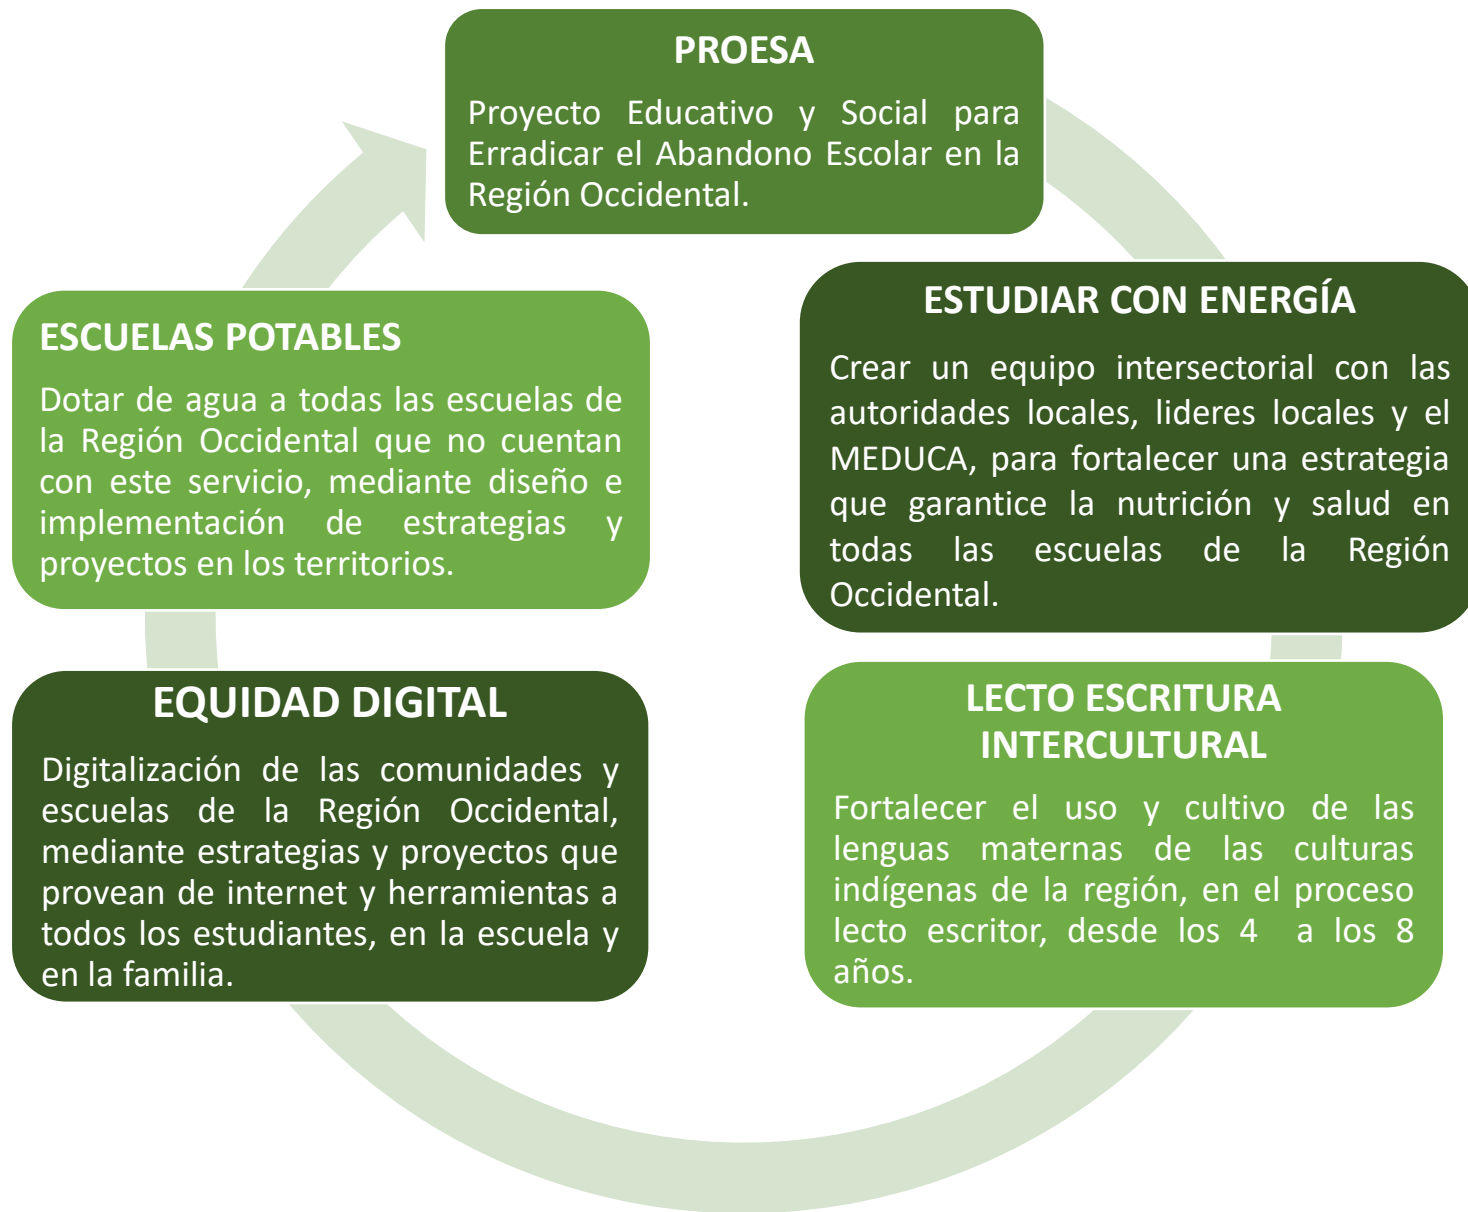 PROESA
Proyecto Educativo y Social para
Erradicar el Abandono Escolar en la
Región Occidental.
ESTUDIAR CON ENERGÍA
Crear un equipo intersectorial con las
autoridades locales, lideres locales y el
MEDUCA, para fortalecer una estrategia
que garantice la nutrición y salud en
todas las escuelas de la Región
Occidental.
LECTO ESCRITURA
INTERCULTURAL
Fortalecer el uso y cultivo de las
lenguas maternas de las culturas
indígenas de la región, en el proceso
lecto escritor, desde los 4 a los 8
años.
EQUIDAD DIGITAL
Digitalización de las comunidades y
escuelas de la Región Occidental,
mediante estrategias y proyectos que
provean de internet y herramientas a
todos los estudiantes, en la escuela y
en la familia.
ESCUELAS POTABLES
Dotar de agua a todas las escuelas de
la Región Occidental que no cuentan
con este servicio, mediante diseño e
implementación de estrategias y
proyectos en los territorios.